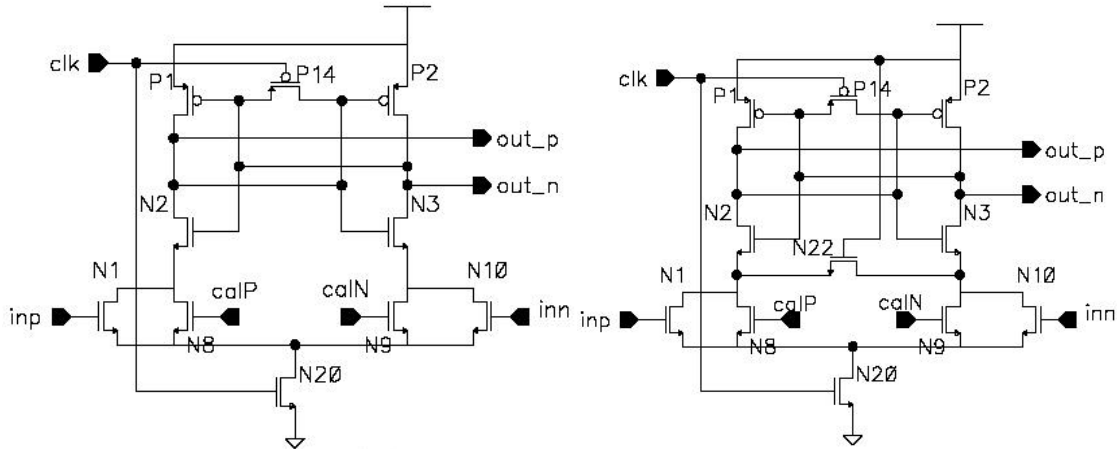 clk
P1
P14
P2
out_p
out_n
N2
N3
N1
calP
calN
N10
inp
inn
N8
N9
N20
clk
P1
P14
P2
out_p
out_n
N2
N3
N22
N1
calP
calN
N10
inp
inn
N8
N9
N20